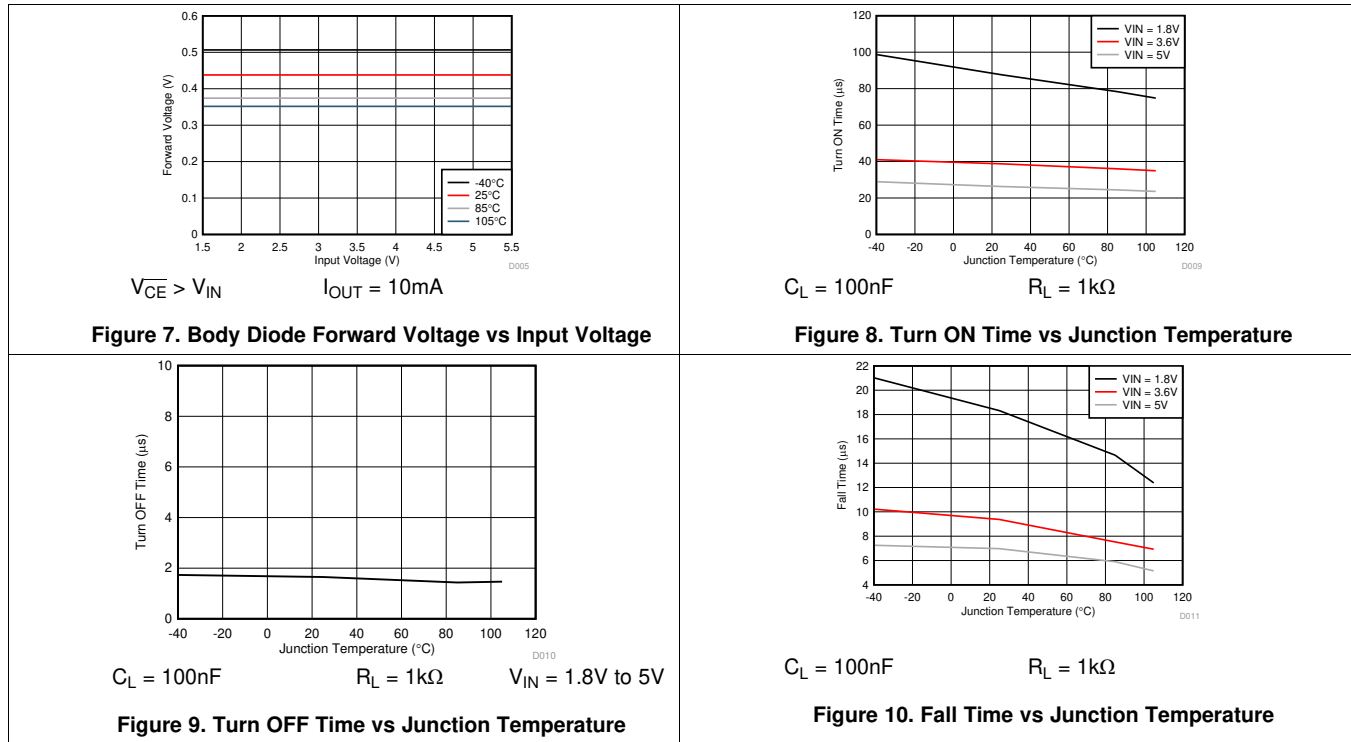 0.6
0.5
0.4
0.3
0.2
0.1
0
Forward Voltage (V)
-40°C
25°C
85°C
105°C
1.5 2 2.5 3 3.5 4 4.5 5 5.5
Input Voltage (V)
D005
V_CE̅ > V_IN I_OUT = 10mA
Figure 7. Body Diode Forward Voltage vs Input Voltage
120
100
80
60
40
20
0
Turn ON Time (µs)
VIN = 1.8V
VIN = 3.6V
VIN = 5V
-40 -20 0 20 40 60 80 100 120
Junction Temperature (°C)
D009
C_L = 100nF R_L = 1kΩ
Figure 8. Turn ON Time vs Junction Temperature
10
8
6
4
2
0
Turn OFF Time (µs)
-40 -20 0 20 40 60 80 100 120
Junction Temperature (°C)
D010
C_L = 100nF R_L = 1kΩ V_IN = 1.8V to 5V
Figure 9. Turn OFF Time vs Junction Temperature
22
20
18
16
14
12
10
8
6
4
Fall Time (µs)
VIN = 1.8V
VIN = 3.6V
VIN = 5V
-40 -20 0 20 40 60 80 100 120
Junction Temperature (°C)
D011
C_L = 100nF R_L = 1kΩ
Figure 10. Fall Time vs Junction Temperature